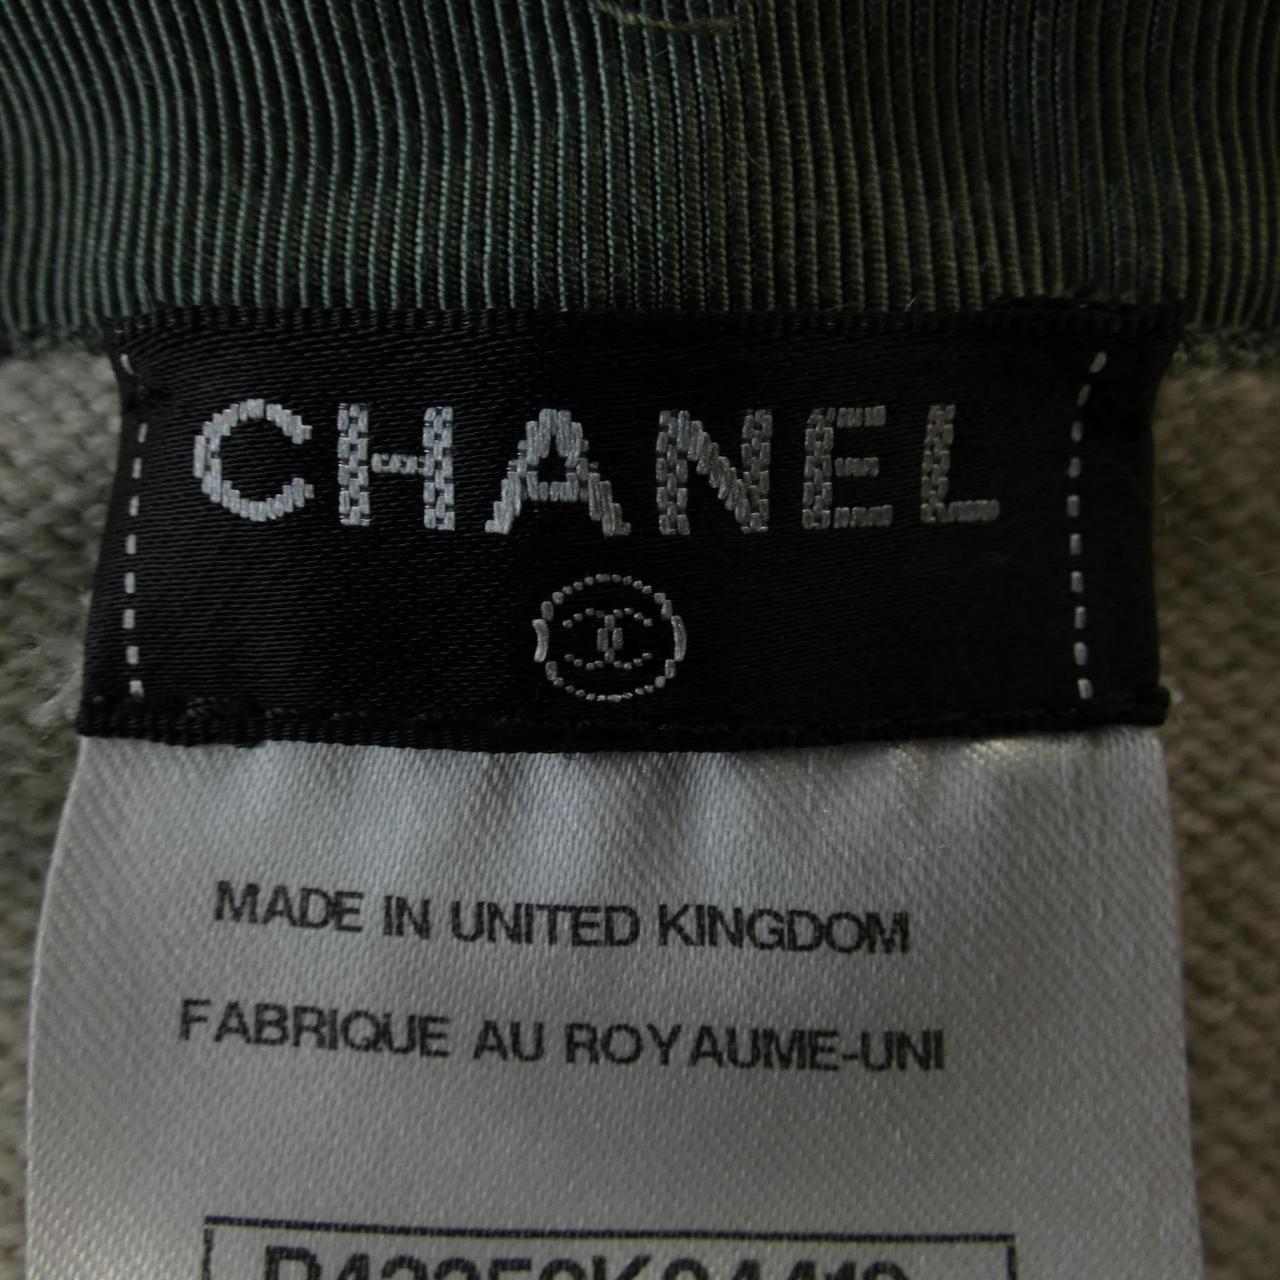 CHANEL
MADE IN UNITED KINGDOM
FABRIQUE AU ROYAUME-UNI